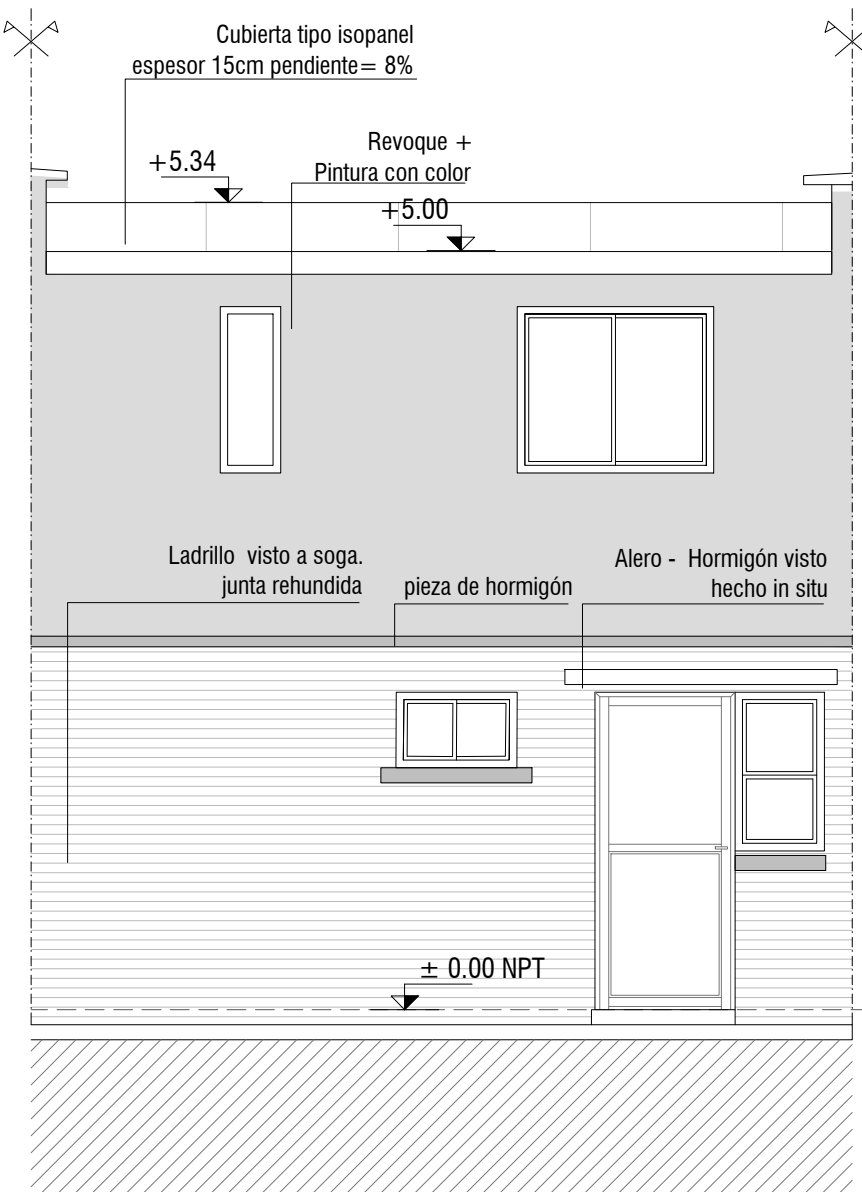 Cubierta tipo isopanel
espesor 15cm pendiente= 8%
Revoque +
Pintura con color
+5.34
+5.00
Ladrillo visto a soga.
junta rehundida
pieza de hormigón
Alero - Hormigón visto
hecho in situ
± 0.00 NPT